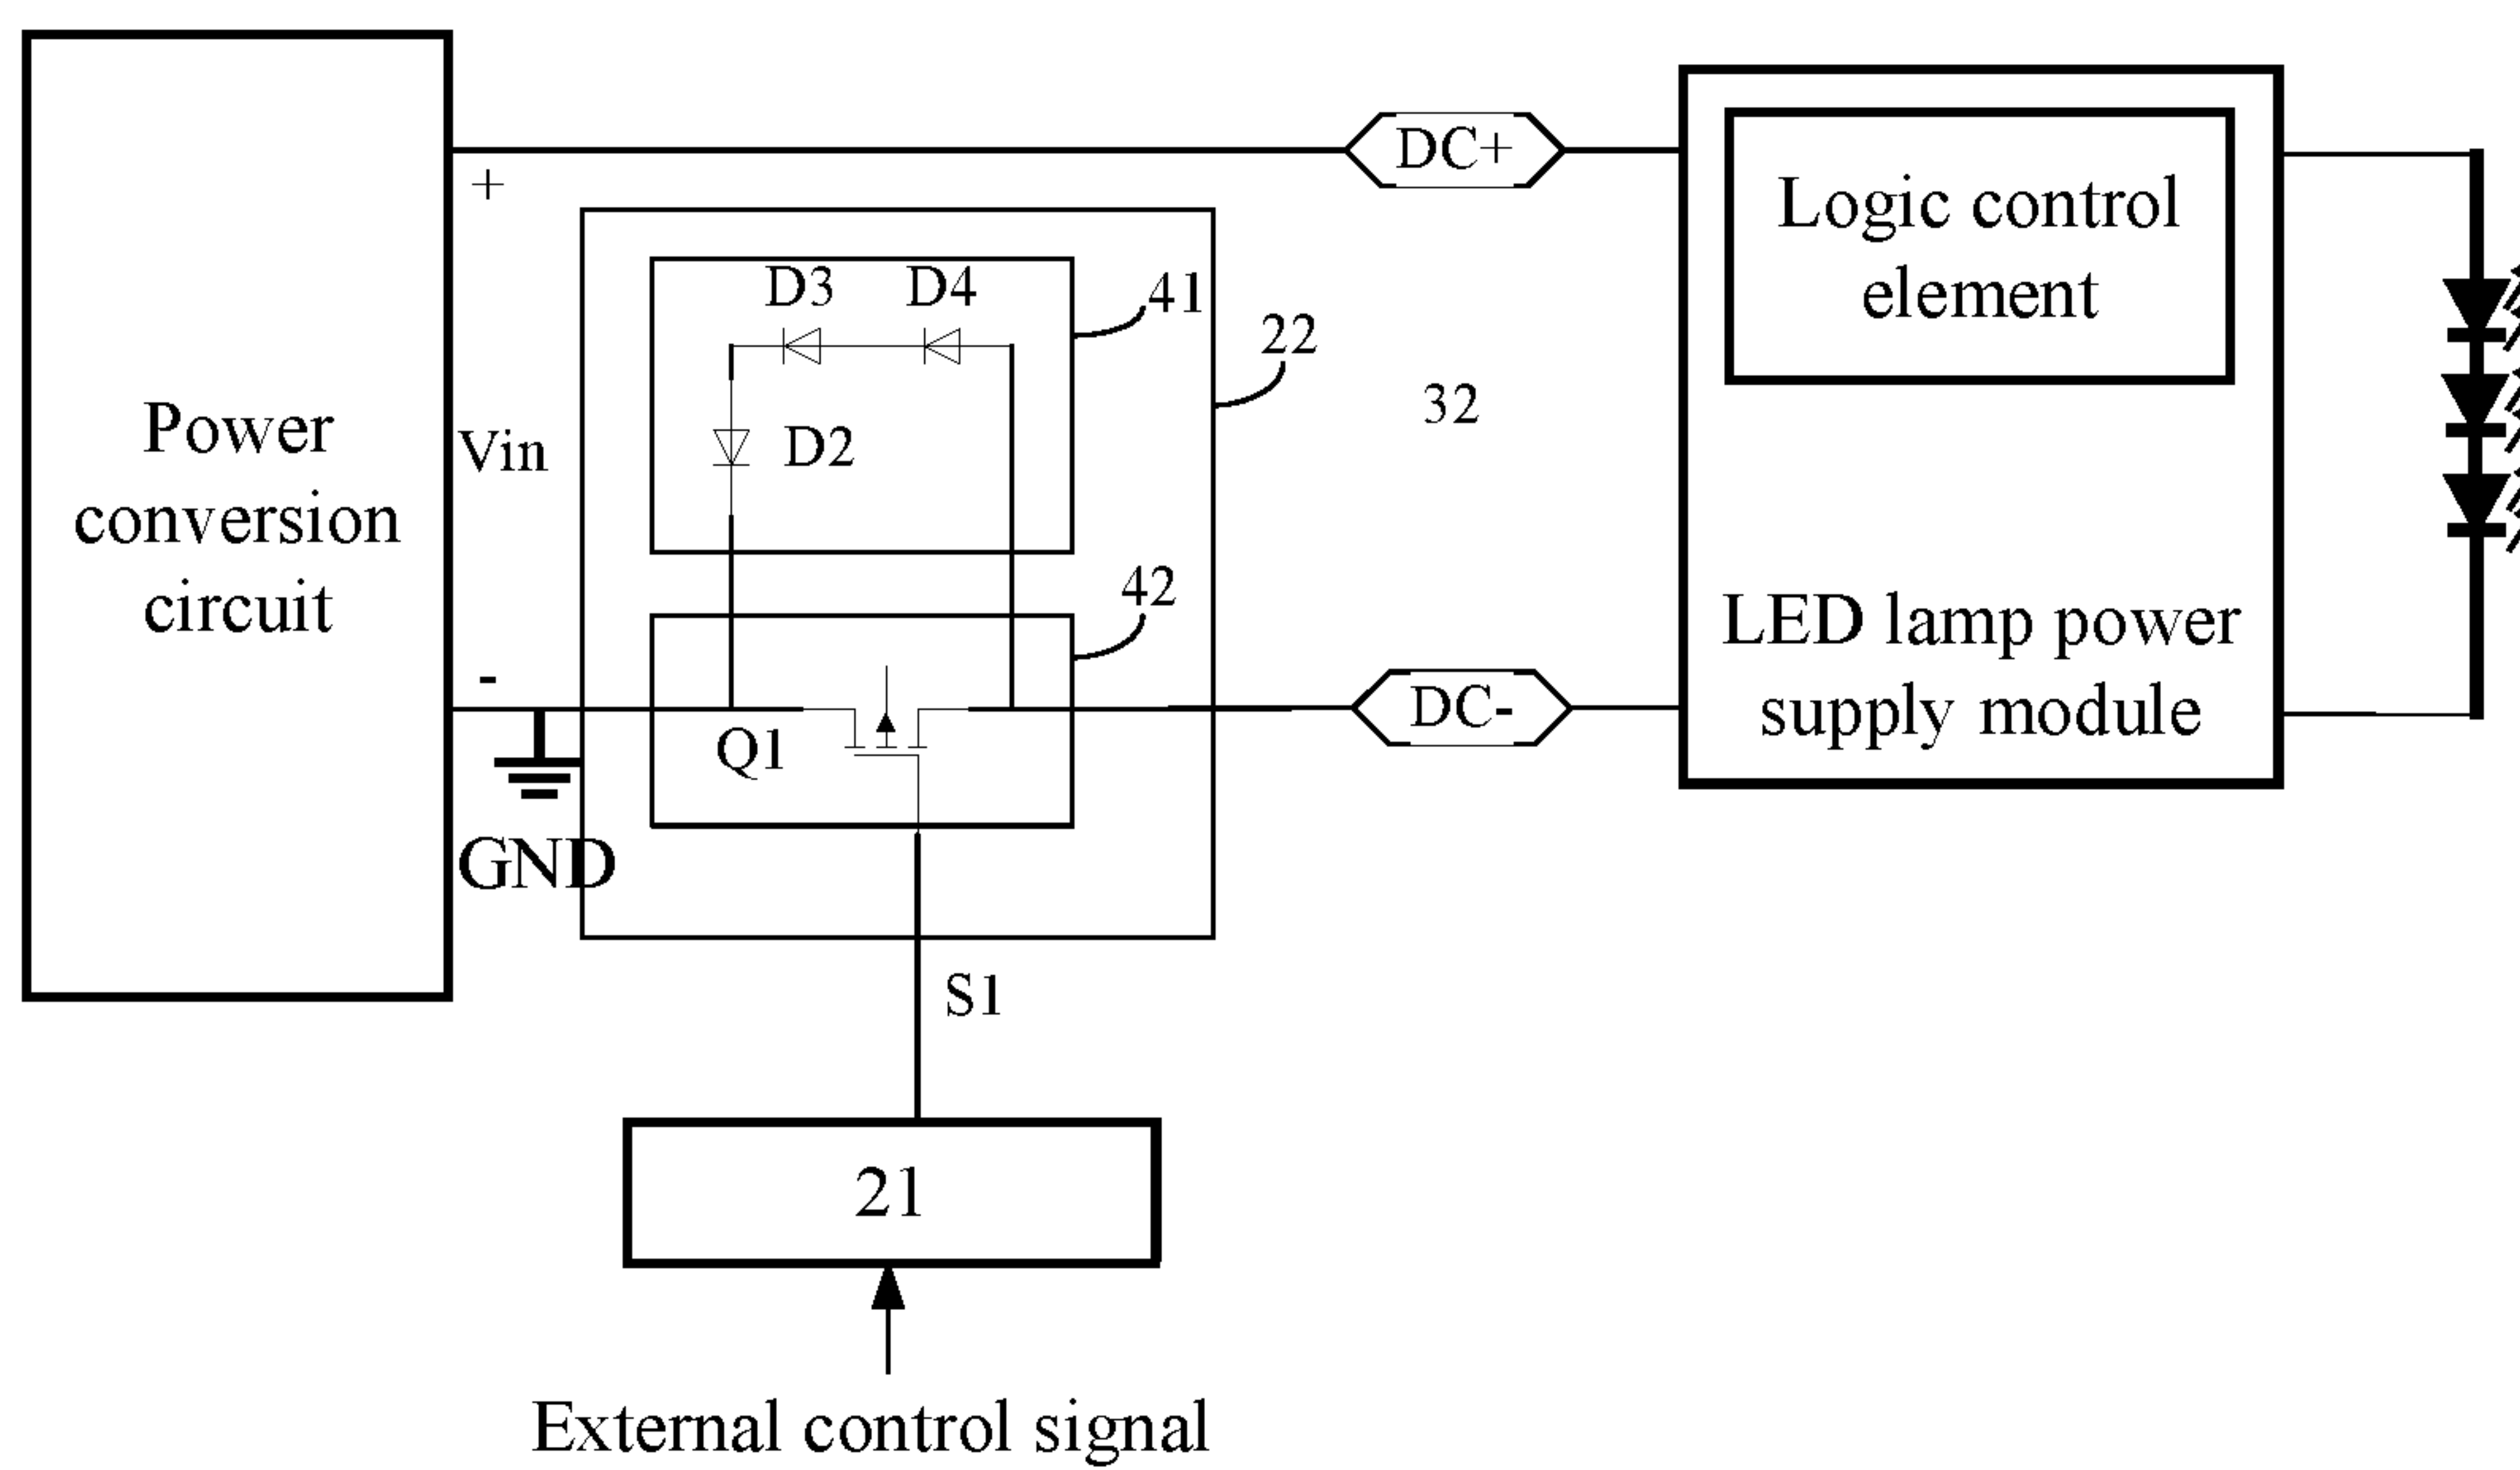 DC+
+
Logic control
element
D3
D4
41
22
32
Power
conversion
circuit
Vin
D2
42
LED lamp power
supply module
-
DC-
Q1
GND
S1
21
External control signal